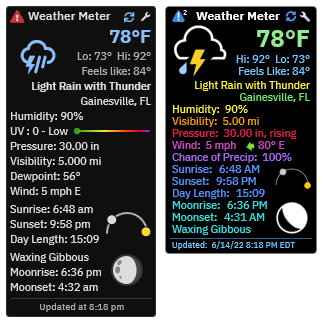 Weather Meter
78°F
Lo: 73° Hi: 92°
Feels like: 84°
Light Rain with Thunder
Gainesville, FL
Humidity: 90%
UV : 0 - Low
Pressure: 30.00 in
Visibility: 5.000 mi
Dewpoint: 56°
Wind: 5 mph E
Sunrise: 6:48 am
Sunset: 9:58 pm
Day Length: 15:09
Waxing Gibbous
Moonrise: 6:36 pm
Moonset: 4:32 am
Updated at 8:18 pm
2
Weather Meter
78°F
Hi: 92° Lo: 73°
Feels like: 84°
Light Rain with Thunder
Gainesville, FL
Humidity: 90%
Visibility: 5.00 mi
Pressure: 30.00 in, rising
Wind: 5 mph 80° E
Chance of Precip: 100%
Sunrise: 6:48 AM
Sunset: 9:58 PM
Day Length: 15:09
Moonrise: 6:36 PM
Moonset: 4:31 AM
Waxing Gibbous
Updated: 6/14/22 8:18 PM EDT